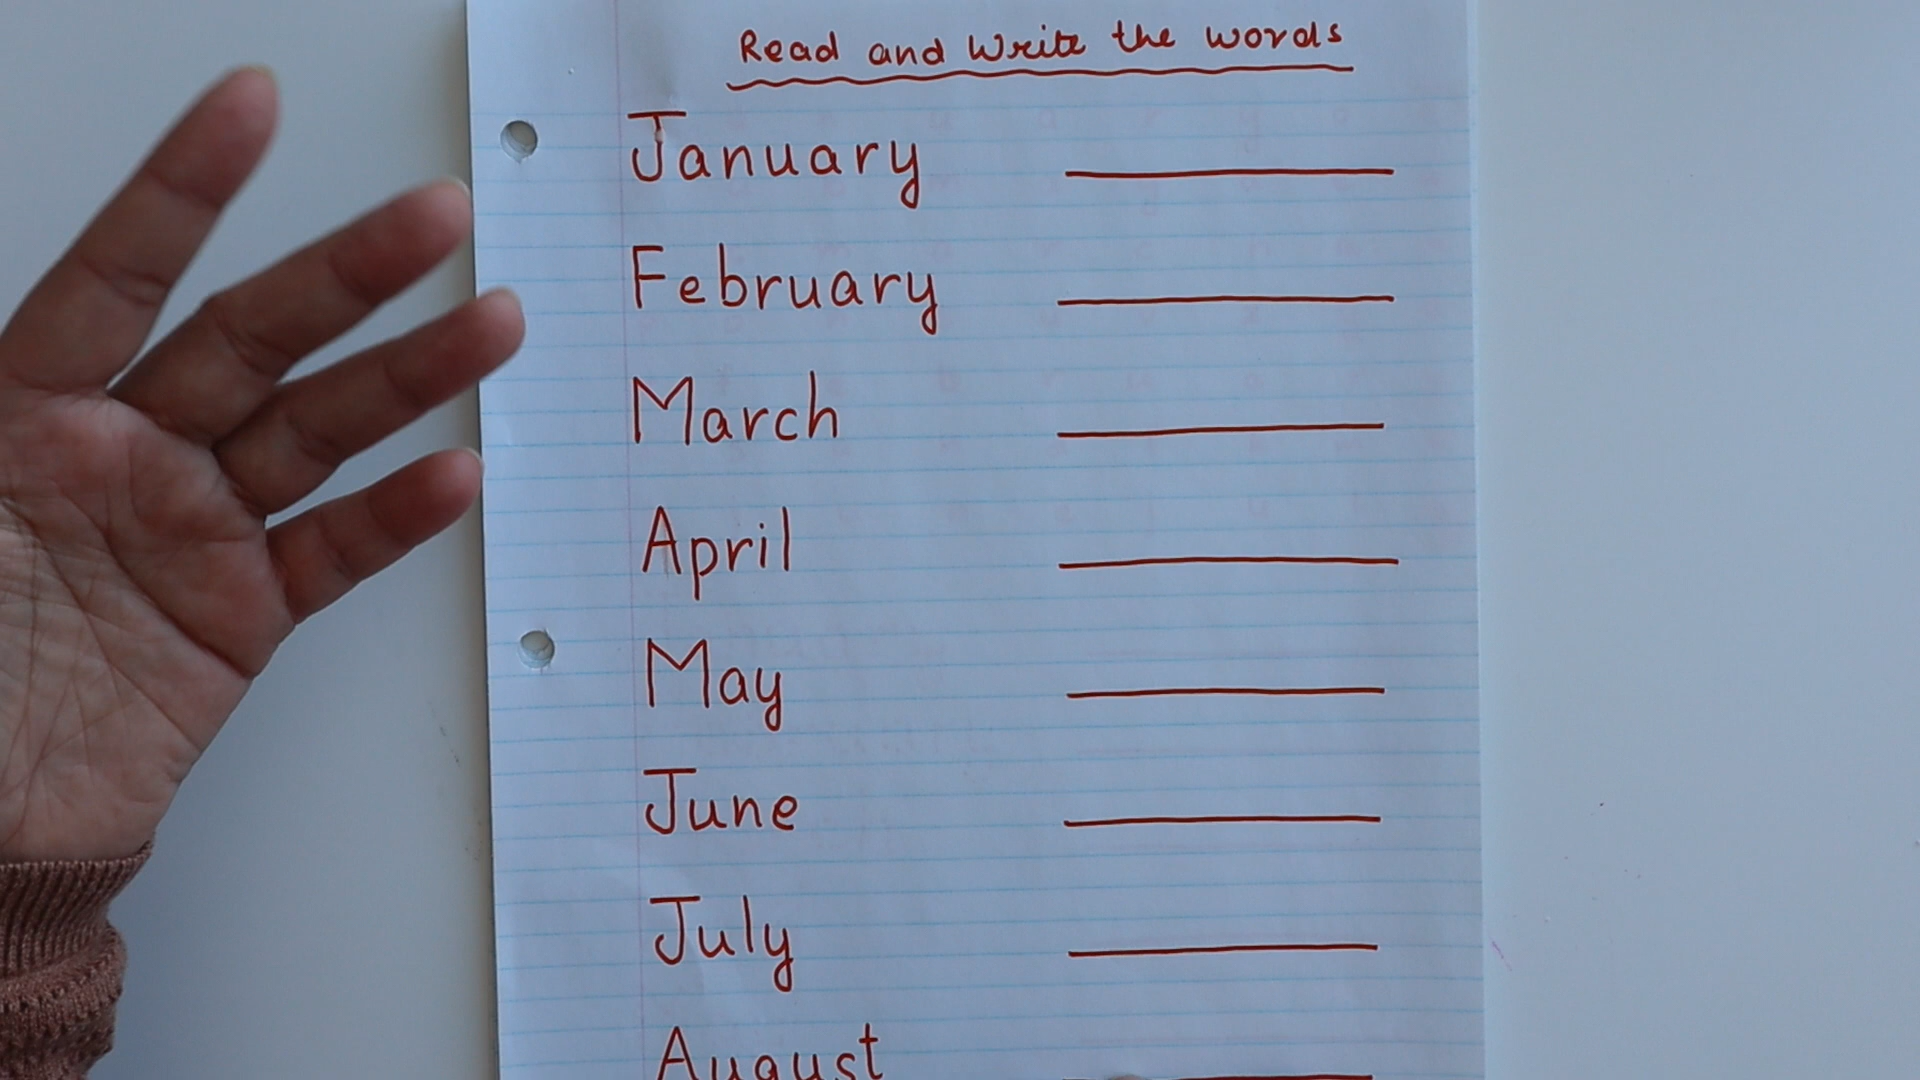 Read and Write the words
January
February
March
April
May
June
July
August